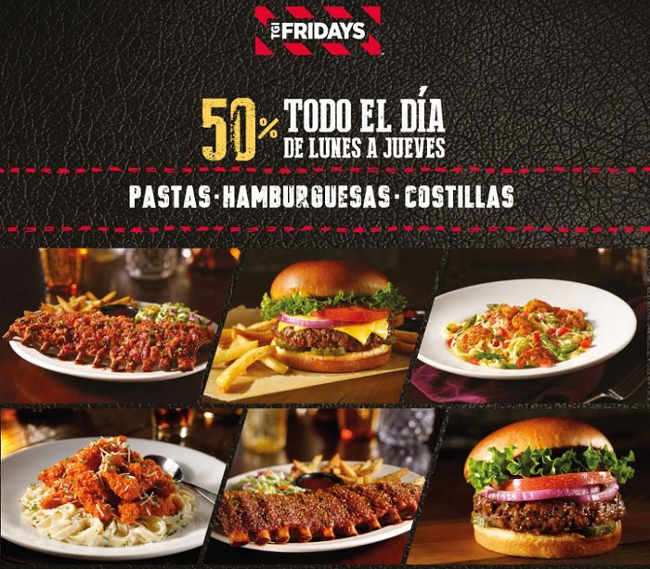 TGI FRIDAYS
50% TODO EL DÍA
DE LUNES A JUEVES
PASTAS·HAMBURGUESAS·COSTILLAS